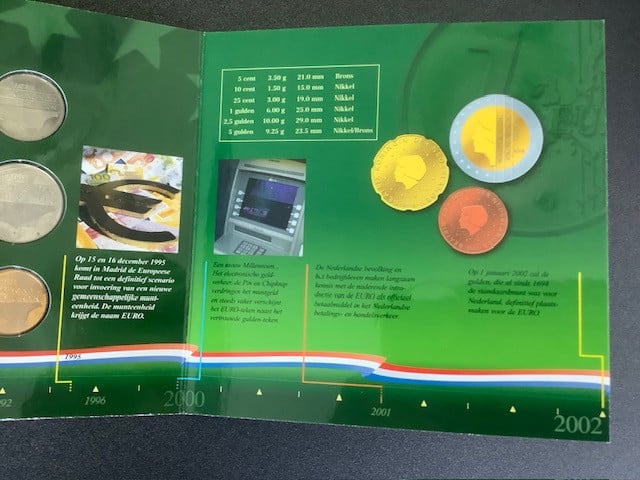 5 cent 3.50 g 21.0 mm Brons
10 cent 1.50 g 15.0 mm Nikkel
25 cent 3.00 g 19.0 mm Nikkel
1 gulden 6.00 g 25.0 mm Nikkel
2,5 gulden 10.00 g 29.0 mm Nikkel
5 gulden 9.25 g 23.5 mm Nikkel/Brons
Op 15 en 16 december 1995
komt in Madrid de Europeese
Raad tot een definitief scenario
voor invoering van een nieuwe
gemeenschappelijke munt-
eenheid. De munteenheid
krijgt de naam EURO.
Een nieuw Millennium...
Het electronische geld-
verkeer, de Pin en Chipknip
verdringen het muntgeld
en steeds vaker verschijnt
het EURO-teken naast het
vertrouwde gulden-teken.
De Nederlandse bevolking en
het bedrijfsleven maken langzaam
kennis met de naderende intro-
ductie van de EURO als officieel
betaalmiddel in het Nederlandse
betalings- en handelsverkeer.
Op 1 januari 2002 zal de
gulden, die al sinds 1694
de standaardmunt was voor
Nederland, definitief plaats-
maken voor de EURO
1995
1996
2000
2001
2002